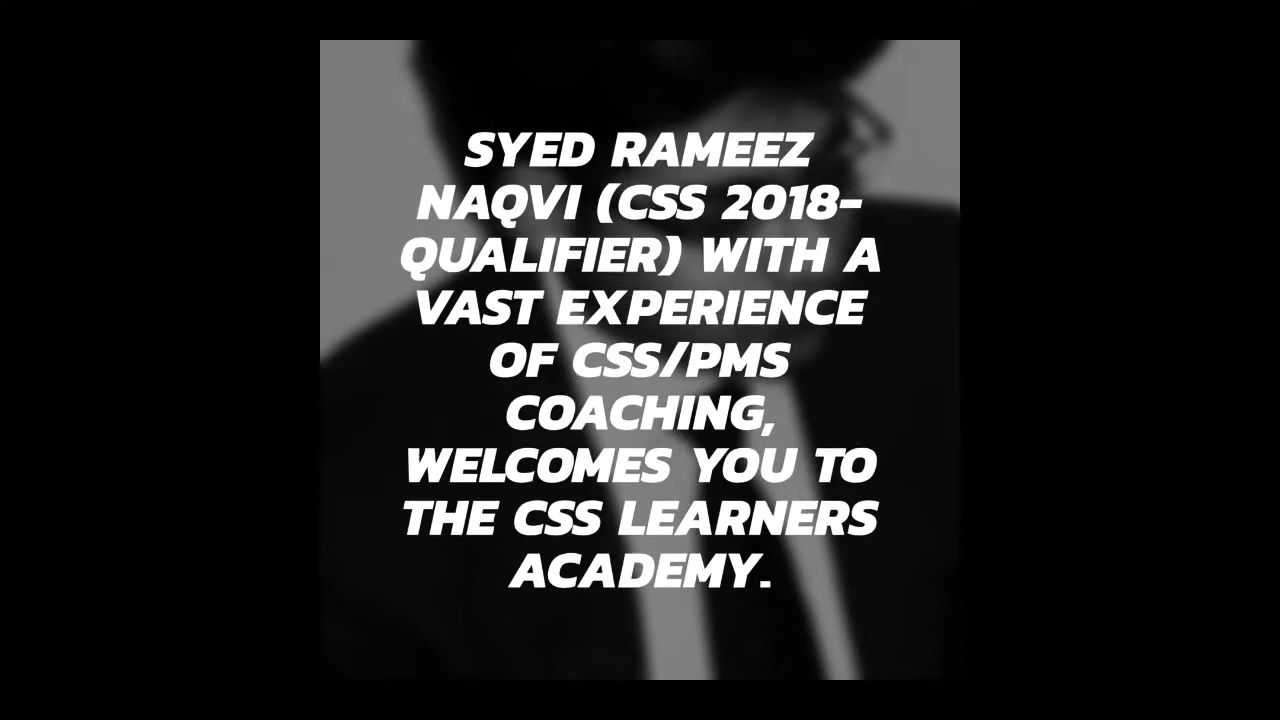 SYED RAMEEZ
NAQVI (CSS 2018-
QUALIFIER) WITH A
VAST EXPERIENCE
OF CSS/PMS
COACHING,
WELCOMES YOU TO
THE CSS LEARNERS
ACADEMY.